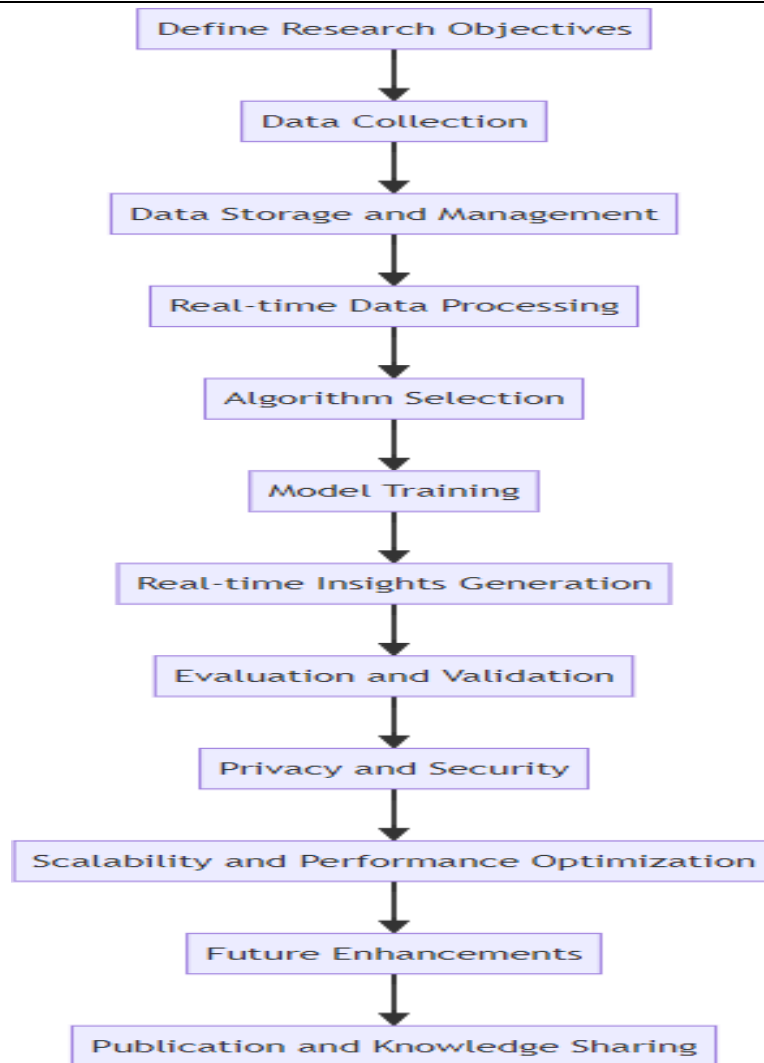 Define Research Objectives
Data Collection
Data Storage and Management
Real-time Data Processing
Algorithm Selection
Model Training
Real-time Insights Generation
Evaluation and Validation
Privacy and Security
Scalability and Performance Optimization
Future Enhancements
Publication and Knowledge Sharing